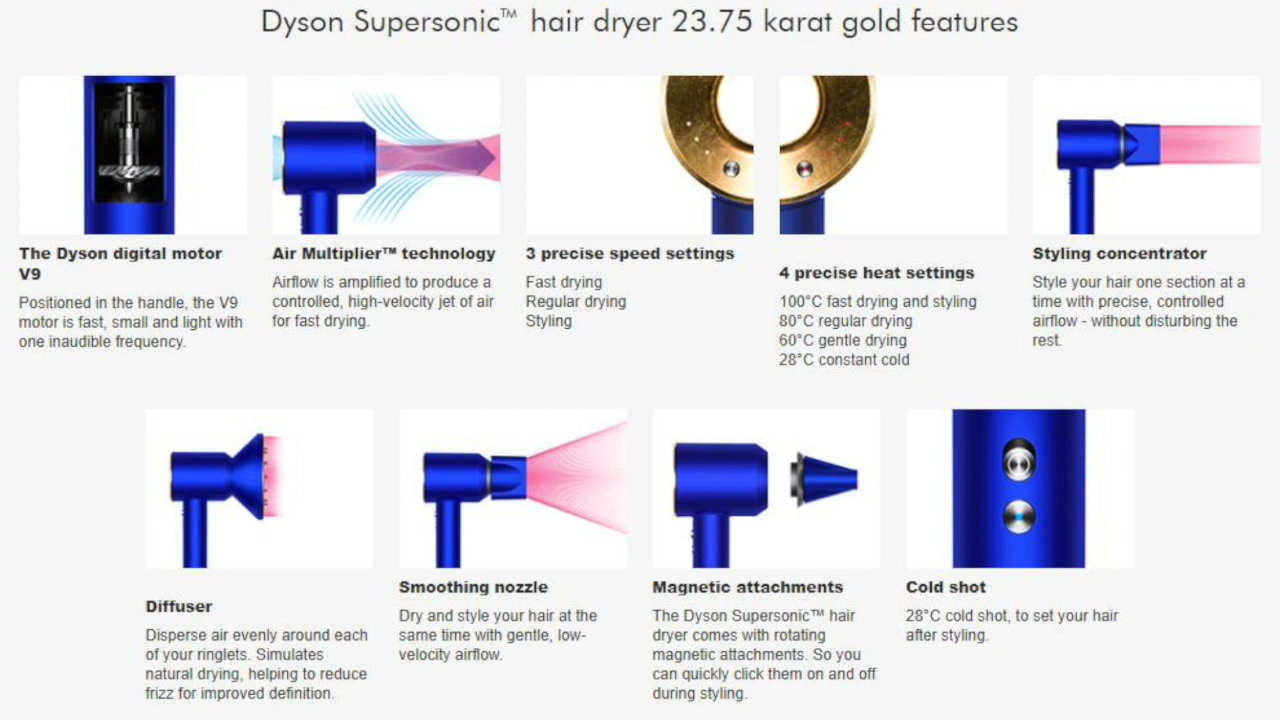 Dyson Supersonic™ hair dryer 23.75 karat gold features
The Dyson digital motor
V9
Positioned in the handle, the V9
motor is fast, small and light with
one inaudible frequency.
Air Multiplier™ technology
Airflow is amplified to produce a
controlled, high-velocity jet of air
for fast drying.
3 precise speed settings
Fast drying
Regular drying
Styling
4 precise heat settings
100°C fast drying and styling
80°C regular drying
60°C gentle drying
28°C constant cold
Styling concentrator
Style your hair one section at a
time with precise, controlled
airflow - without disturbing the
rest.
Diffuser
Disperse air evenly around each
of your ringlets. Simulates
natural drying, helping to reduce
frizz for improved definition.
Smoothing nozzle
Dry and style your hair at the
same time with gentle, low-
velocity airflow.
Magnetic attachments
The Dyson Supersonic™ hair
dryer comes with rotating
magnetic attachments. So you
can quickly click them on and off
during styling.
Cold shot
28°C cold shot, to set your hair
after styling.